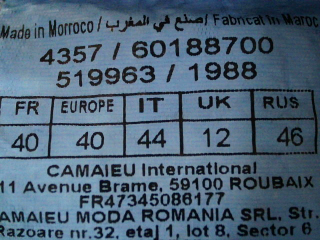 Made in Morroco / صنع في المغرب / Fabricat in Maroc
4357 / 60188700
519963 / 1988
FR EUROPE IT UK RUS
40 40 44 12 46
CAMAIEU International
11 Avenue Brame, 59100 ROUBAIX
FR47345086177
CAMAIEU MODA ROMANIA SRL, Str.
Razoare nr.32, etaj 1, lot 8, Sector 6